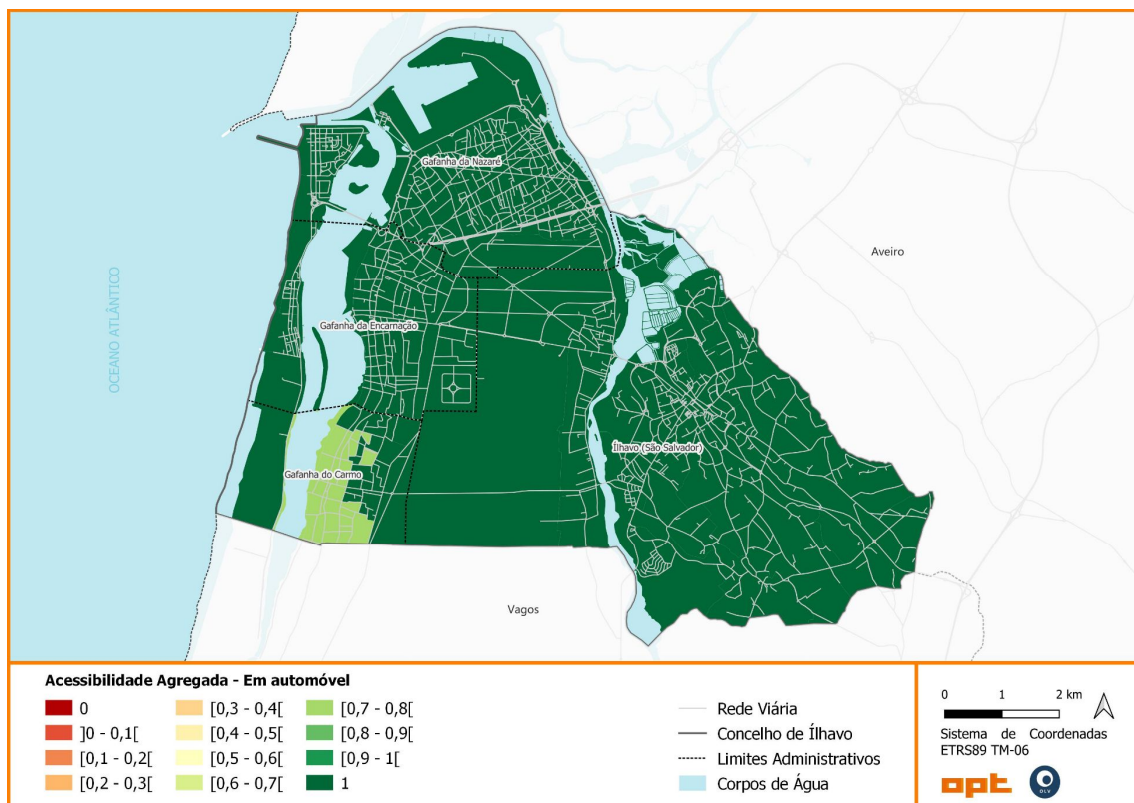 Gafanha da Nazaré
Aveiro
OCEANO ATLÂNTICO
Gafanha da Encarnação
Ílhavo (São Salvador)
Gafanha do Carmo
Vagos
Acessibilidade Agregada - Em automóvel
0
]0 - 0,1[
[0,1 - 0,2[
[0,2 - 0,3[
[0,3 - 0,4[
[0,4 - 0,5[
[0,5 - 0,6[
[0,6 - 0,7[
[0,7 - 0,8[
[0,8 - 0,9[
[0,9 - 1[
1
Rede Viária
Concelho de Ílhavo
Limites Administrativos
Corpos de Água
0 1 2 km
Sistema de Coordenadas
ETRS89 TM-06
opt
OLV